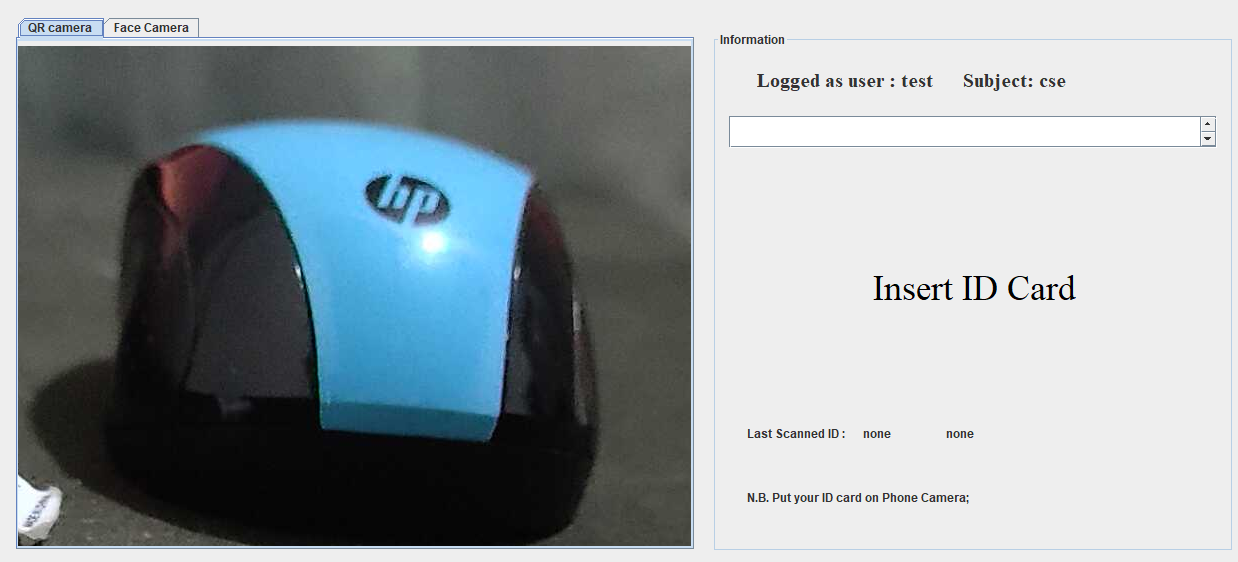 QR camera
Face Camera
hp
Information
Logged as user : test Subject: cse
Insert ID Card
Last Scanned ID : none none
N.B. Put your ID card on Phone Camera;